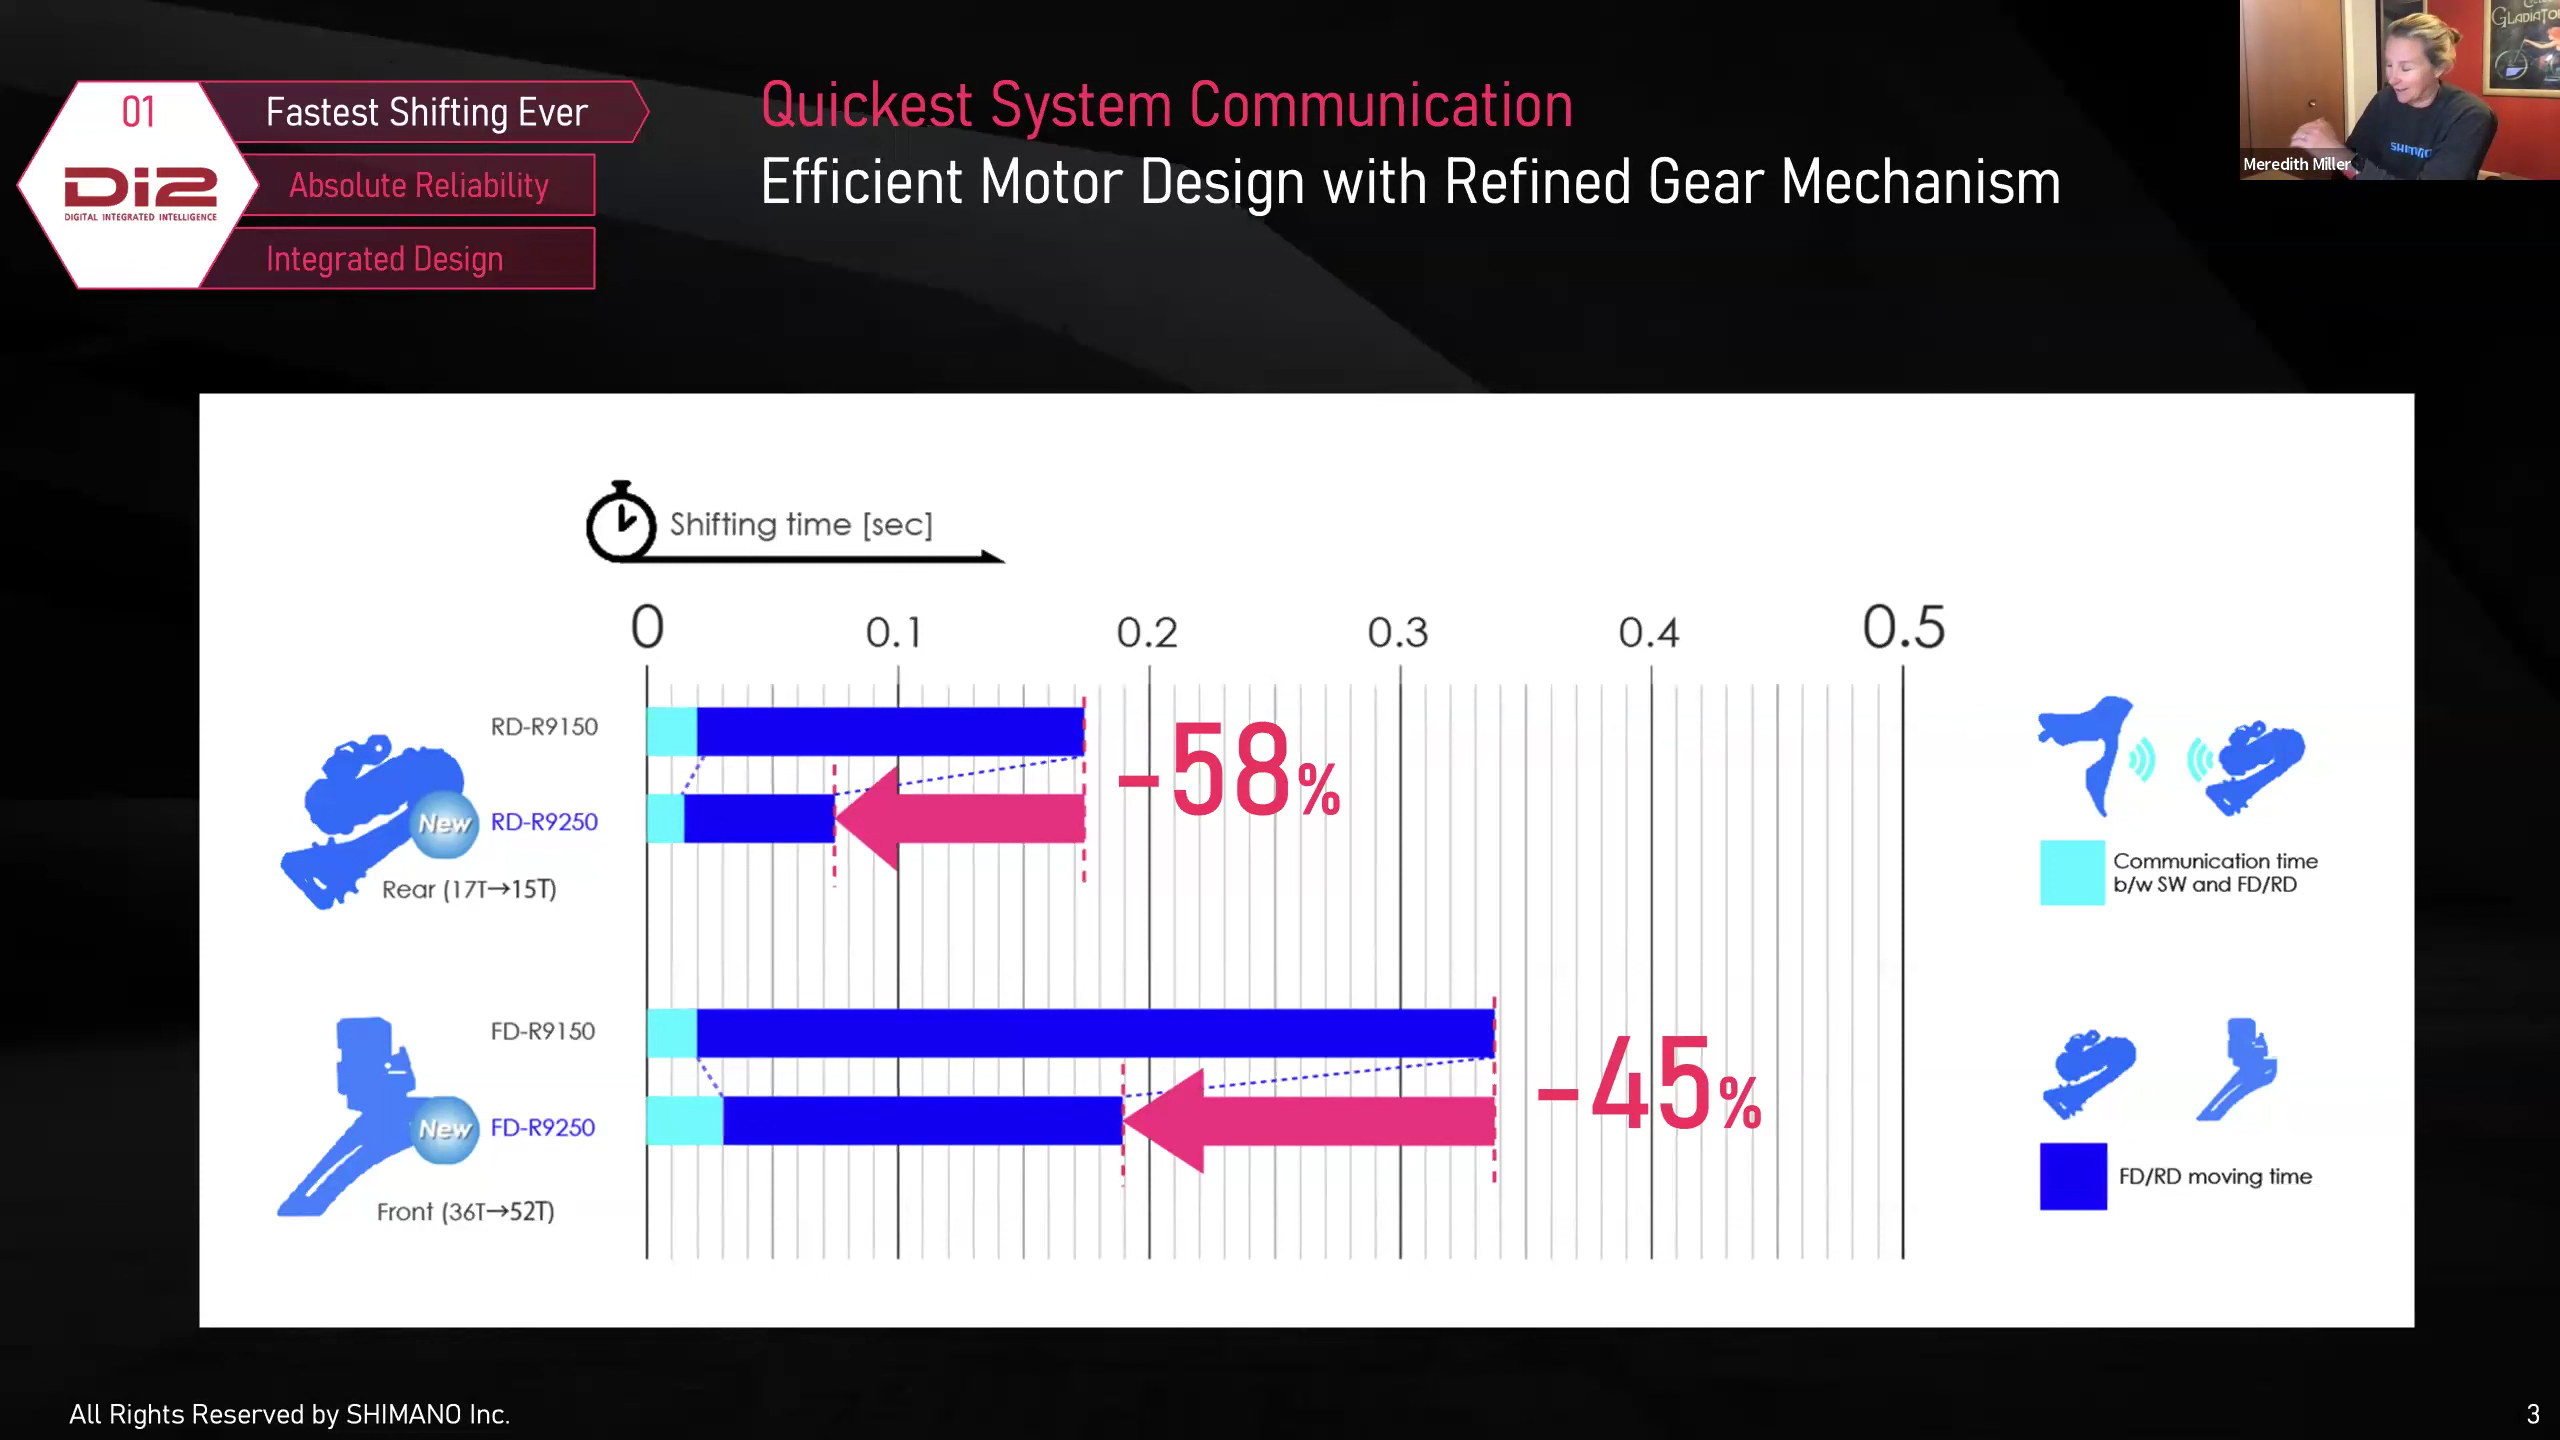 01
Di2
DIGITAL INTEGRATED INTELLIGENCE
Fastest Shifting Ever
Absolute Reliability
Integrated Design
Quickest System Communication
Efficient Motor Design with Refined Gear Mechanism
GLADIATOR
SHIMANO
Meredith Miller
Shifting time [sec]
0 0.1 0.2 0.3 0.4 0.5
RD-R9150
-58%
New RD-R9250
Rear (17T→15T)
Communication time
b/w SW and FD/RD
FD-R9150
-45%
New FD-R9250
Front (36T→52T)
FD/RD moving time
All Rights Reserved by SHIMANO Inc.
3